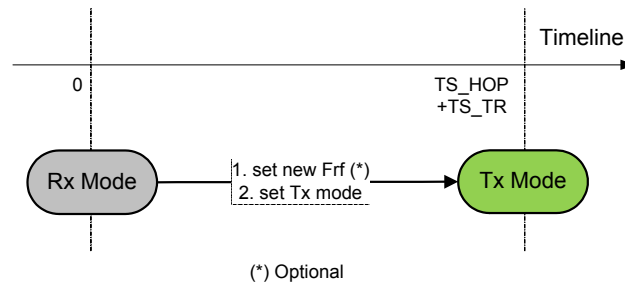 Timeline
0
TS_HOP
+TS_TR
Rx Mode
1. set new Frf (*)
2. set Tx mode
Tx Mode
(*) Optional